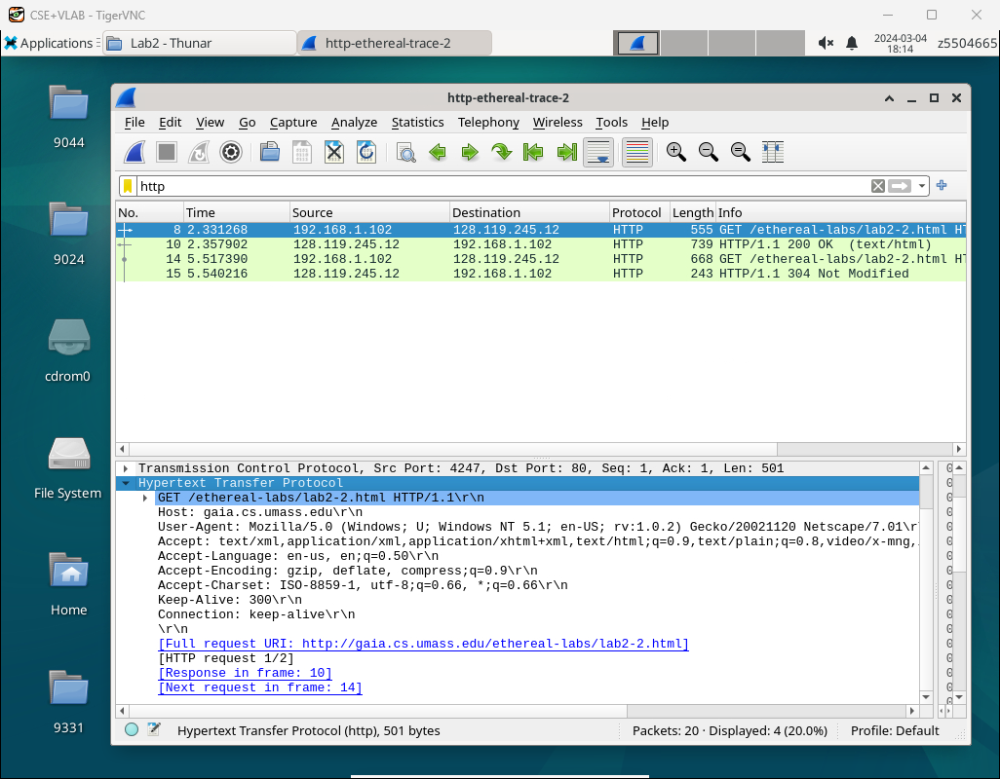 CSE+VLAB - TigerVNC
Applications Lab2 - Thunar http-ethereal-trace-2 2024-03-04 18:14 z5504665
9044
9024
cdrom0
File System
Home
9331
http-ethereal-trace-2
File Edit View Go Capture Analyze Statistics Telephony Wireless Tools Help
http
No. Time Source Destination Protocol Length Info
8 2.331268 192.168.1.102 128.119.245.12 HTTP 555 GET /ethereal-labs/lab2-2.html HT
10 2.357902 128.119.245.12 192.168.1.102 HTTP 739 HTTP/1.1 200 OK (text/html)
14 5.517390 192.168.1.102 128.119.245.12 HTTP 668 GET /ethereal-labs/lab2-2.html HT
15 5.540216 128.119.245.12 192.168.1.102 HTTP 243 HTTP/1.1 304 Not Modified
Transmission Control Protocol, Src Port: 4247, Dst Port: 80, Seq: 1, Ack: 1, Len: 501
Hypertext Transfer Protocol
GET /ethereal-labs/lab2-2.html HTTP/1.1\r\n
Host: gaia.cs.umass.edu\r\n
User-Agent: Mozilla/5.0 (Windows; U; Windows NT 5.1; en-US; rv:1.0.2) Gecko/20021120 Netscape/7.01\r
Accept: text/xml,application/xml,application/xhtml+xml,text/html;q=0.9,text/plain;q=0.8,video/x-mng,
Accept-Language: en-us, en;q=0.50\r\n
Accept-Encoding: gzip, deflate, compress;q=0.9\r\n
Accept-Charset: ISO-8859-1, utf-8;q=0.66, *;q=0.66\r\n
Keep-Alive: 300\r\n
Connection: keep-alive\r\n
\r\n
[Full request URI: http://gaia.cs.umass.edu/ethereal-labs/lab2-2.html]
[HTTP request 1/2]
[Response in frame: 10]
[Next request in frame: 14]
Hypertext Transfer Protocol (http), 501 bytes Packets: 20 · Displayed: 4 (20.0%) Profile: Default